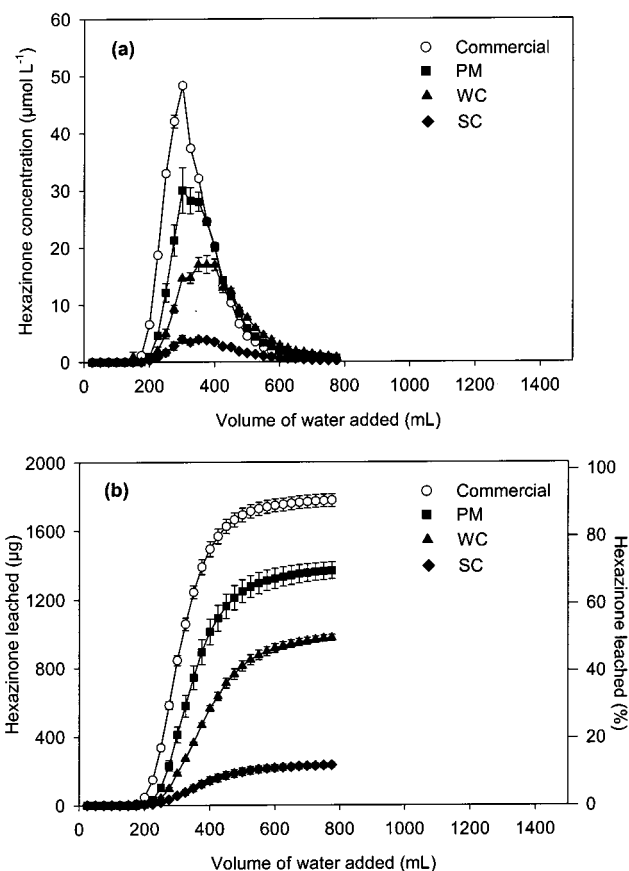 60
50
40
30
20
10
0
(a)
Commercial
PM
WC
SC
Hexazinone concentration (µmol L⁻¹)
0 200 400 600 800 1000 1200 1400
Volume of water added (mL)
2000
1600
1200
800
400
0
(b)
Commercial
PM
WC
SC
100
80
60
40
20
0
Hexazinone leached (µg)
Hexazinone leached (%)
0 200 400 600 800 1000 1200 1400
Volume of water added (mL)